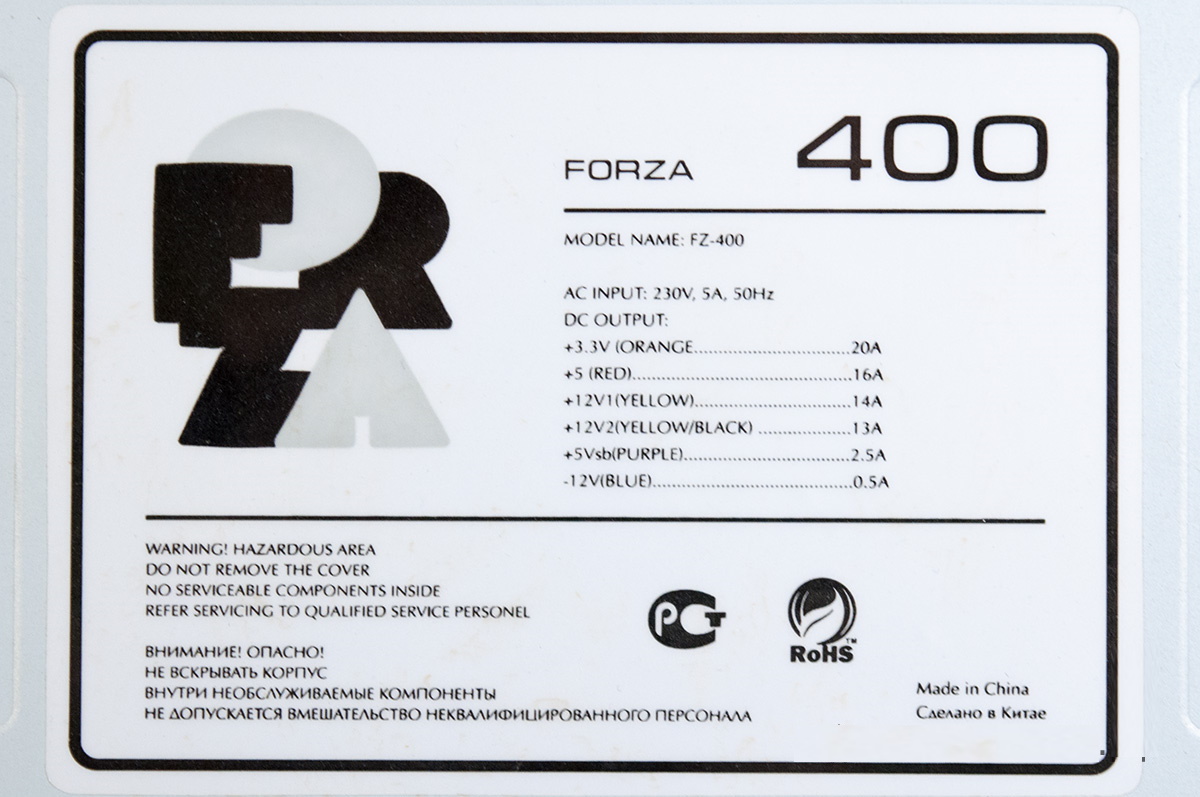 FORZA
FORZA 400
MODEL NAME: FZ-400
AC INPUT: 230V, 5A, 50Hz
DC OUTPUT:
+3.3V (ORANGE..............................20A
+5 (RED)..........................................16A
+12V1(YELLOW)..............................14A
+12V2(YELLOW/BLACK) ..................13A
+5Vsb(PURPLE)................................2.5A
-12V(BLUE)......................................0.5A
WARNING! HAZARDOUS AREA
DO NOT REMOVE THE COVER
NO SERVICEABLE COMPONENTS INSIDE
REFER SERVICING TO QUALIFIED SERVICE PERSONEL
ВНИМАНИЕ! ОПАСНО!
НЕ ВСКРЫВАТЬ КОРПУС
ВНУТРИ НЕОБСЛУЖИВАЕМЫЕ КОМПОНЕНТЫ
НЕ ДОПУСКАЕТСЯ ВМЕШАТЕЛЬСТВО НЕКВАЛИФИЦИРОВАННОГО ПЕРСОНАЛА
РСТ
RoHS™
Made in China
Сделано в Китае